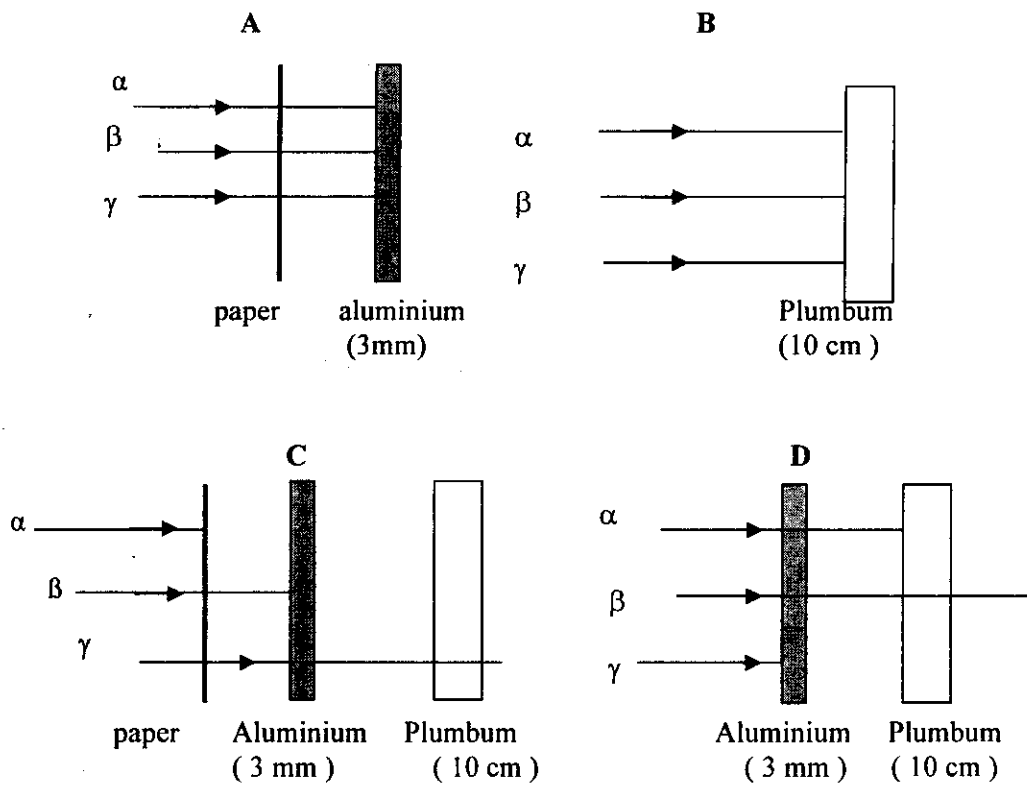 A
α
β
γ
paper
aluminium
(3mm)
B
α
β
γ
Plumbum
(10 cm )
C
α
ß
γ
paper
Aluminium
( 3 mm )
Plumbum
( 10 cm )
D
α
β
γ
Aluminium
( 3 mm )
Plumbum
( 10 cm )